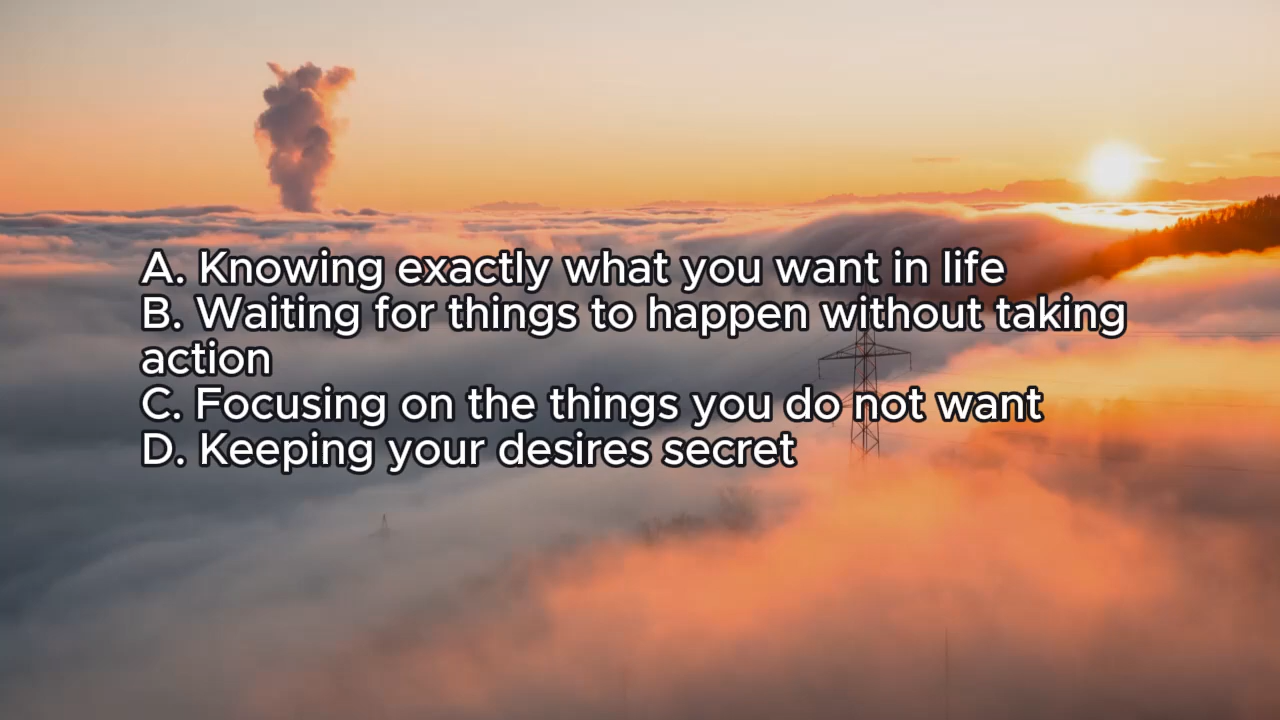 A. Knowing exactly what you want in life
B. Waiting for things to happen without taking
action
C. Focusing on the things you do not want
D. Keeping your desires secret